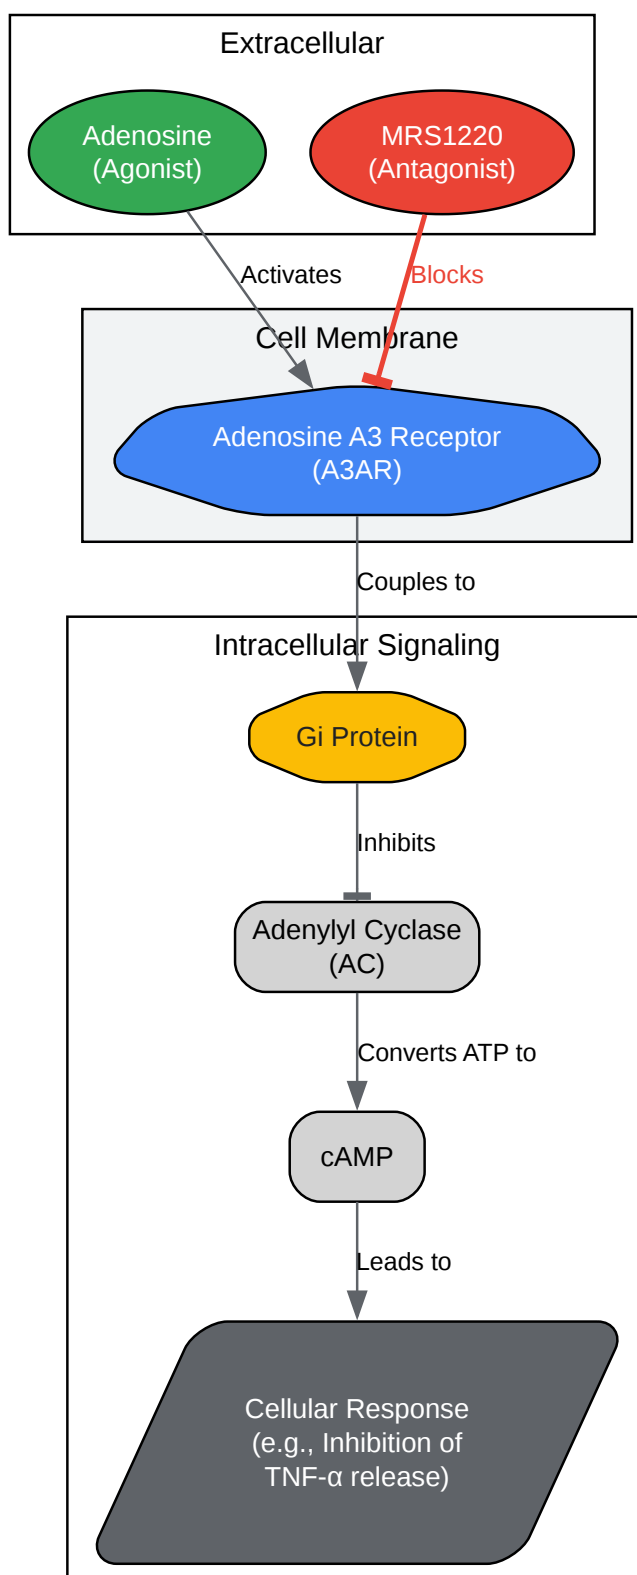 Extracellular
Adenosine
(Agonist)
MRS1220
(Antagonist)
Activates
Blocks
Cell Membrane
Adenosine A3 Receptor
(A3AR)
Couples to
Intracellular Signaling
Gi Protein
Inhibits
Adenylyl Cyclase
(AC)
Converts ATP to
cAMP
Leads to
Cellular Response
(e.g., Inhibition of
TNF-α release)